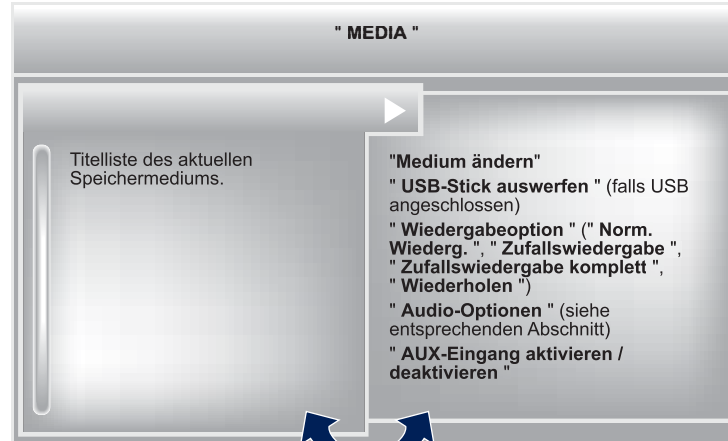 " MEDIA "
Titelliste des aktuellen
Speichermediums.
"Medium ändern"
" USB-Stick auswerfen " (falls USB
angeschlossen)
" Wiedergabeoption " (" Norm.
Wiederg. ", " Zufallswiedergabe ",
" Zufallswiedergabe komplett ",
" Wiederholen ")
" Audio-Optionen " (siehe
entsprechenden Abschnitt)
" AUX-Eingang aktivieren /
deaktivieren "